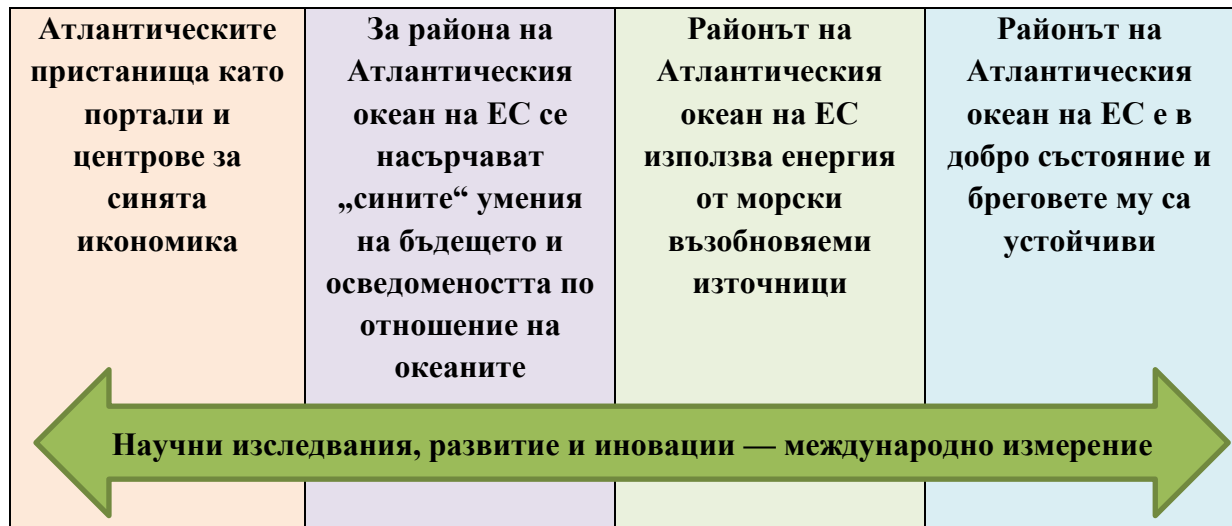 Атлантическите
пристанища като
портали и
центрове за
синята
икономика
За района на
Атлантическия
океан на ЕС се
насърчават
„сините“ умения
на бъдещето и
осведомеността по
отношение на
океаните
Районът на
Атлантическия
океан на ЕС
използва енергия
от морски
възобновяеми
източници
Районът на
Атлантическия
океан на ЕС е в
добро състояние и
бреговете му са
устойчиви
Научни изследвания, развитие и иновации — международно измерение